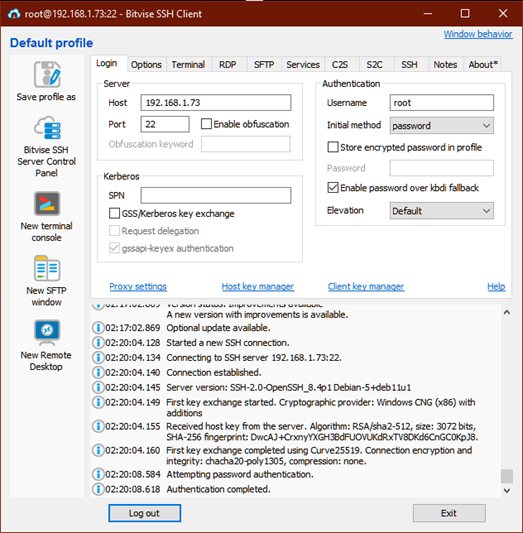 root@192.168.1.73:22 - Bitvise SSH Client
Default profile
Window behavior
Save profile as
Bitvise SSH
Server Control
Panel
New terminal
console
New SFTP
window
New Remote
Desktop
Login Options Terminal RDP SFTP Services C2S S2C SSH Notes About*
Server
Host 192.168.1.73
Port 22 Enable obfuscation
Obfuscation keyword
Kerberos
SPN
GSS/Kerberos key exchange
Request delegation
gssapi-keyex authentication
Authentication
Username root
Initial method password
Store encrypted password in profile
Password
Enable password over kbdi fallback
Elevation Default
Proxy settings Host key manager Client key manager Help
02:17:02.869 Version status: Improvements available
A new version with improvements is available.
02:17:02.869 Optional update available.
02:20:04.128 Started a new SSH connection.
02:20:04.134 Connecting to SSH server 192.168.1.73:22.
02:20:04.140 Connection established.
02:20:04.145 Server version: SSH-2.0-OpenSSH_8.4p1 Debian-5+deb11u1
02:20:04.149 First key exchange started. Cryptographic provider: Windows CNG (x86) with
additions
02:20:04.155 Received host key from the server. Algorithm: RSA/sha2-512, size: 3072 bits,
SHA-256 fingerprint: DwcAJ+CrxnyYXGH3BdFUOVUKdRxTV8DKd6CnGC0KpJ8.
02:20:04.160 First key exchange completed using Curve25519. Connection encryption and
integrity: chacha20-poly1305, compression: none.
02:20:08.584 Attempting password authentication.
02:20:08.618 Authentication completed.
Log out Exit